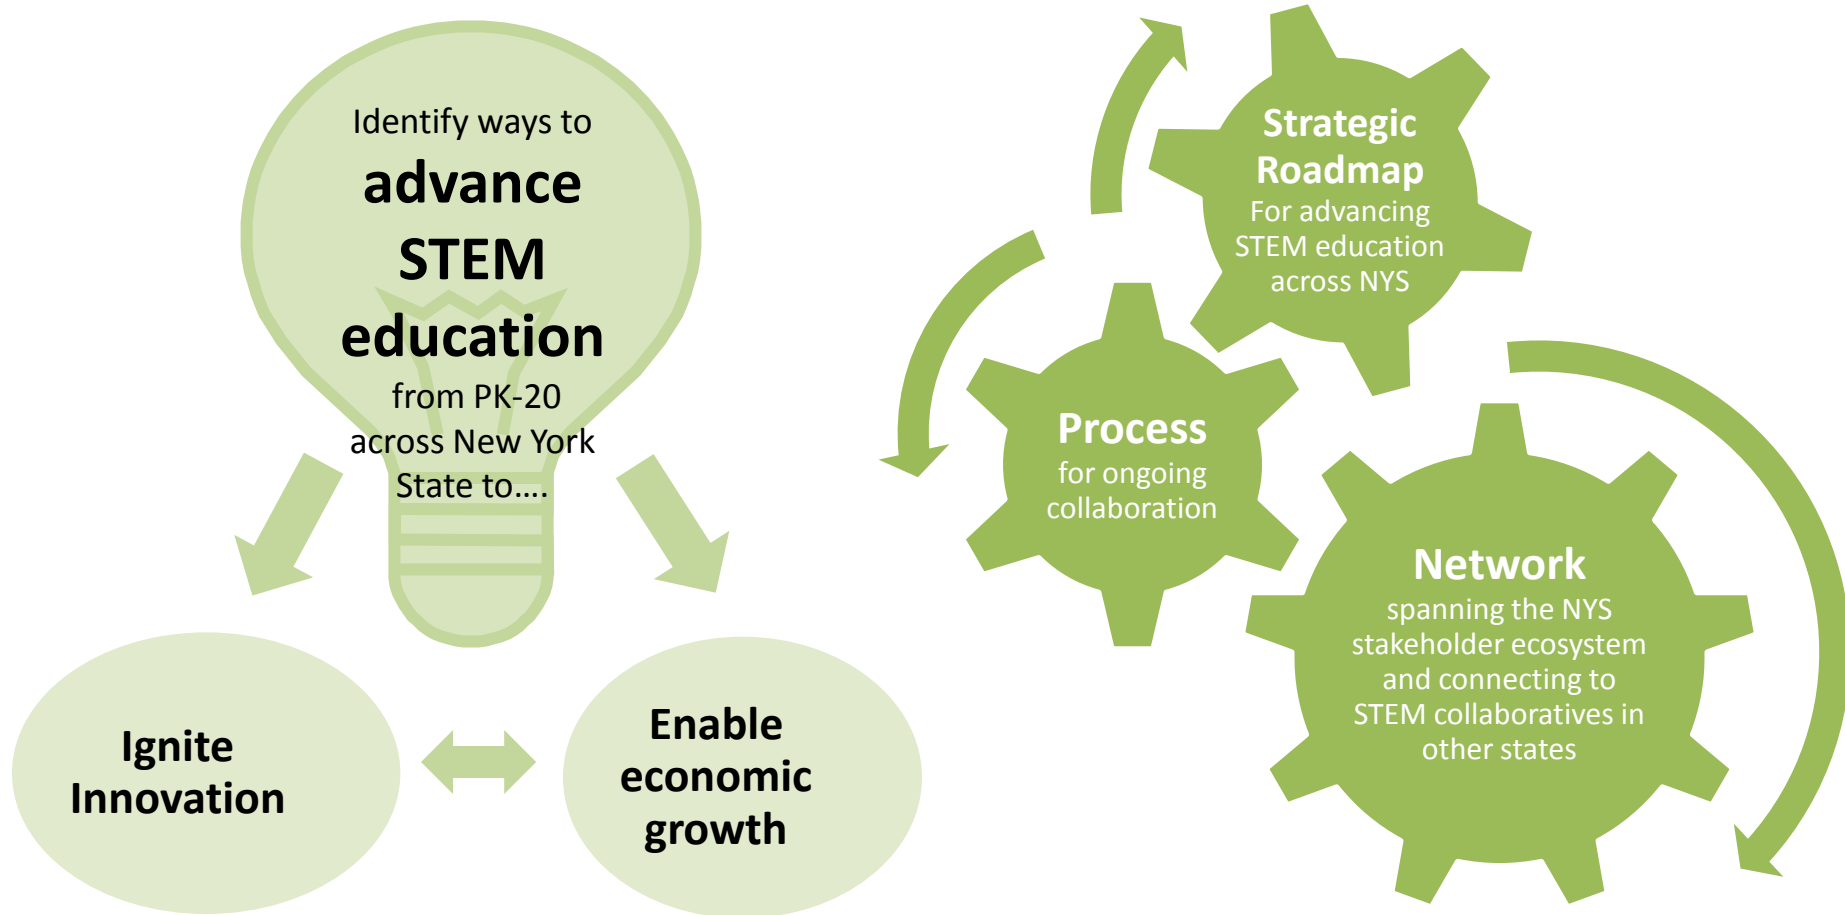 Identify ways to
advance
STEM
education
from PK-20
across New York
State to....
Ignite
Innovation
Enable
economic
growth
Strategic
Roadmap
For advancing
STEM education
across NYS
Process
for ongoing
collaboration
Network
spanning the NYS
stakeholder ecosystem
and connecting to
STEM collaboratives in
other states